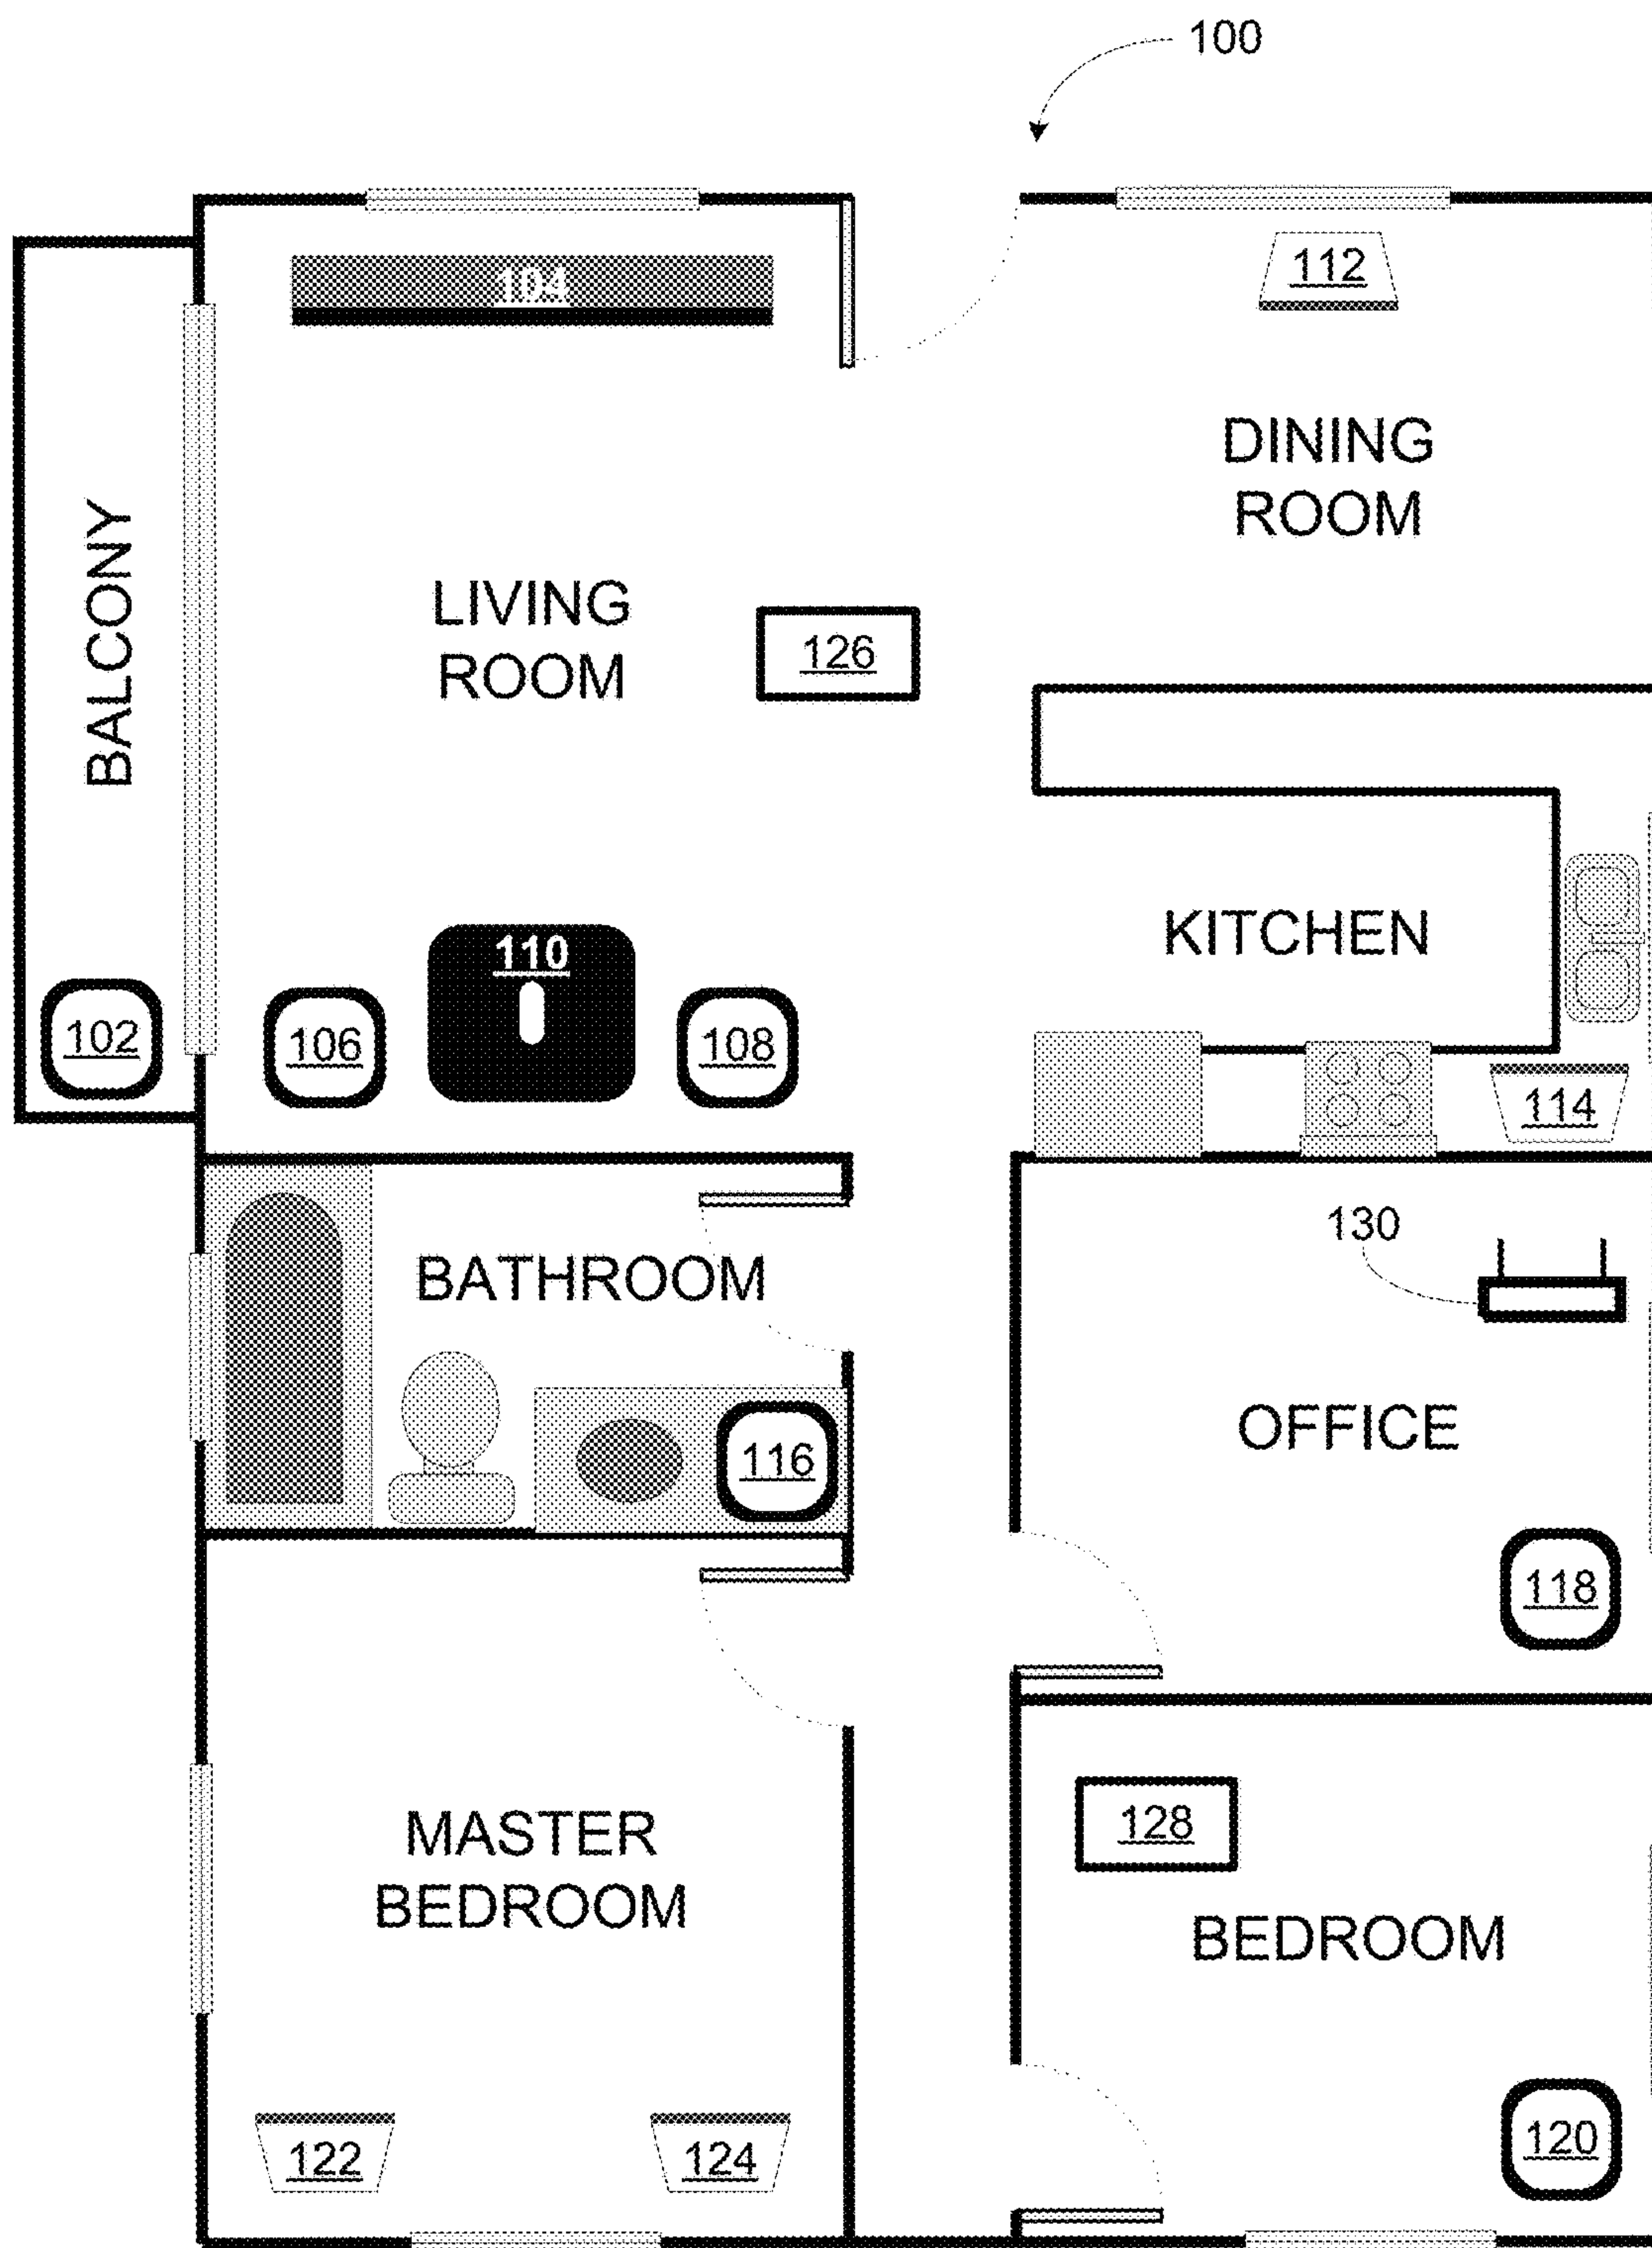 100
104
112
DINING
ROOM
BALCONY
LIVING
ROOM
126
KITCHEN
110
102
106
108
114
130
BATHROOM
OFFICE
116
118
MASTER
BEDROOM
128
BEDROOM
122
124
120